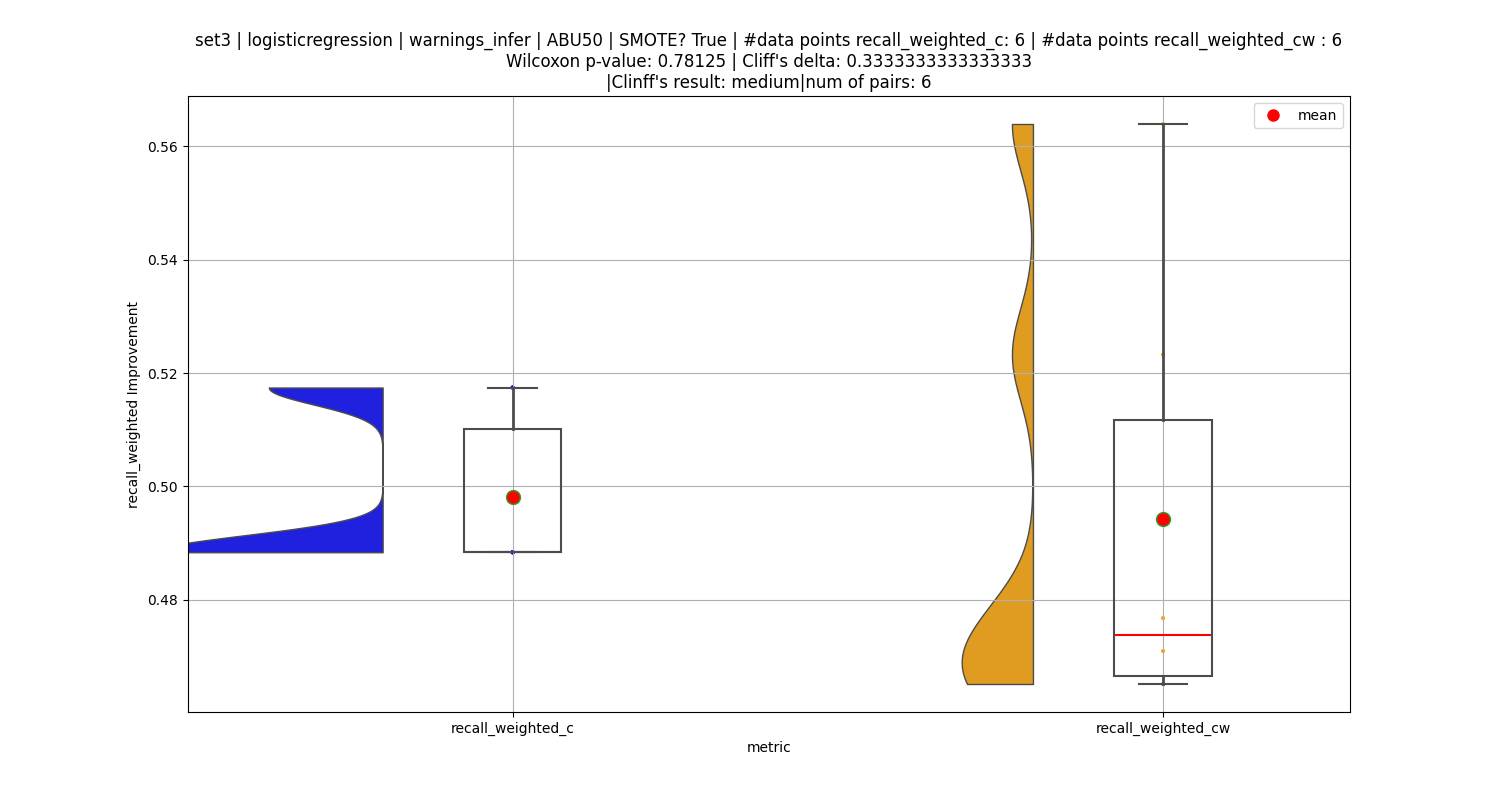 set3 | logisticregression | warnings_infer | ABU50 | SMOTE? True | #data points recall_weighted_c: 6 | #data points recall_weighted_cw : 6
Wilcoxon p-value: 0.78125 | Cliff's delta: 0.3333333333333333
|Clinff's result: medium|num of pairs: 6
mean
0.56
0.54
0.52
0.50
0.48
recall_weighted Improvement
recall_weighted_c
recall_weighted_cw
metric